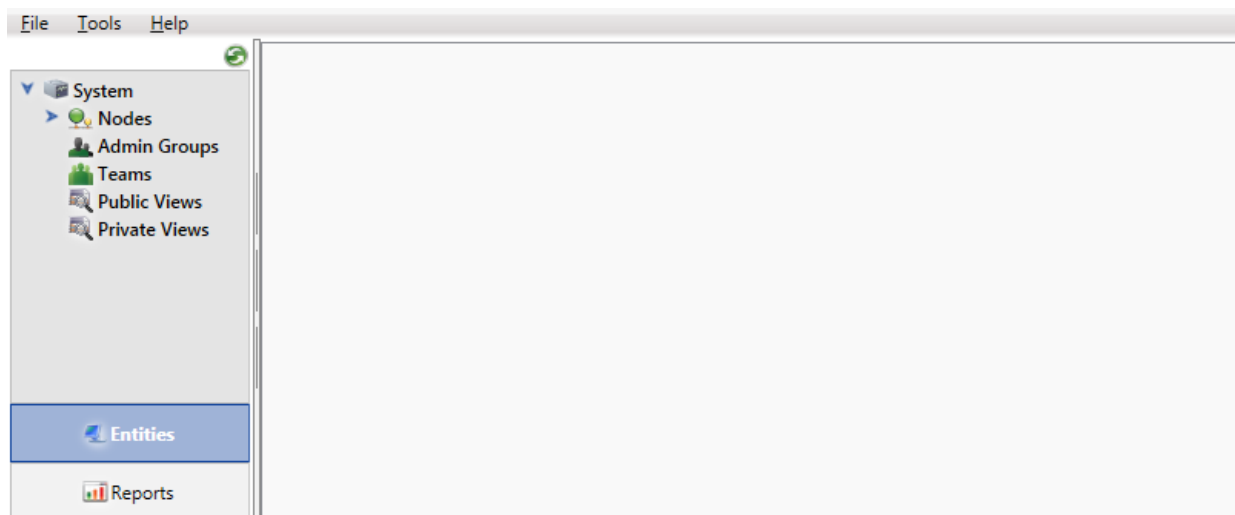 File Tools Help
System
Nodes
Admin Groups
Teams
Public Views
Private Views
Entities
Reports